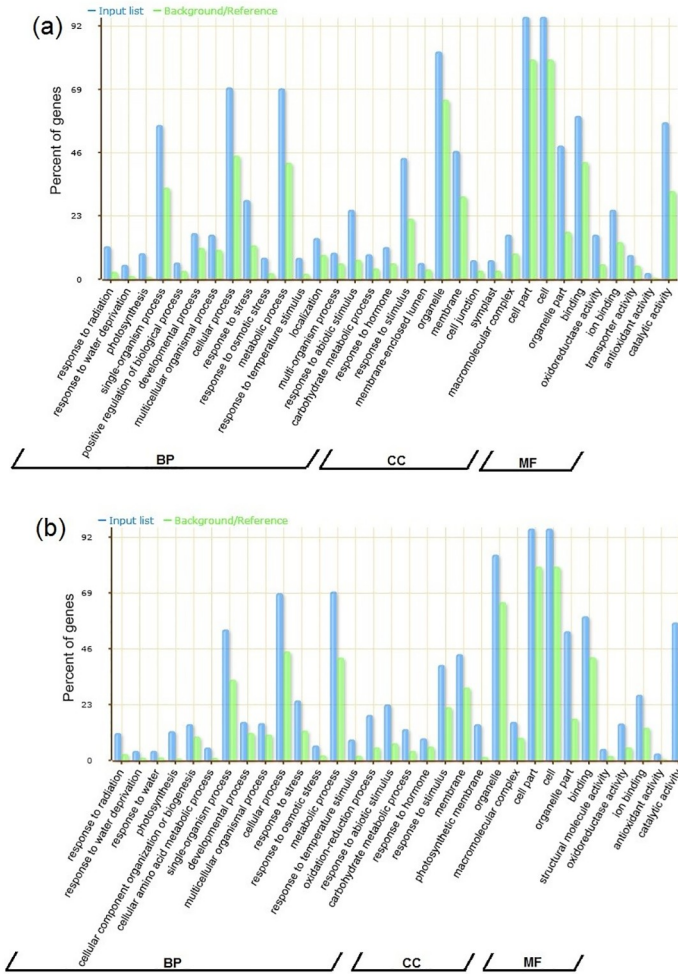 (a)
Input list Background/Reference
Percent of genes
92
69
46
23
0
response to radiation
response to water deprivation
photosynthesis
single-organism process
positive regulation of biological process
developmental process
multicellular organismal process
cellular process
response to stress
response to osmotic stress
metabolic process
response to temperature stimulus
localization
multi-organism process
response to abiotic stimulus
carbohydrate metabolic process
response to hormone
response to stimulus
membrane-enclosed lumen
organelle
membrane
cell junction
symplast
macromolecular complex
cell part
cell
organelle part
binding
oxidoreductase activity
ion binding
transporter activity
antioxidant activity
catalytic activity
BP CC MF
(b)
Input list Background/Reference
Percent of genes
92
69
46
23
0
response to radiation
response to water deprivation
response to water
photosynthesis
cellular component organization or biogenesis
cellular amino acid metabolic process
single-organism process
developmental process
multicellular organismal process
cellular process
response to stress
response to osmotic stress
metabolic process
response to temperature stimulus
oxidation-reduction process
response to abiotic stimulus
carbohydrate metabolic process
response to hormone
response to stimulus
membrane
photosynthetic membrane
organelle
macromolecular complex
cell part
cell
organelle part
binding
structural molecule activity
oxidoreductase activity
ion binding
antioxidant activity
catalytic activity
BP CC MF